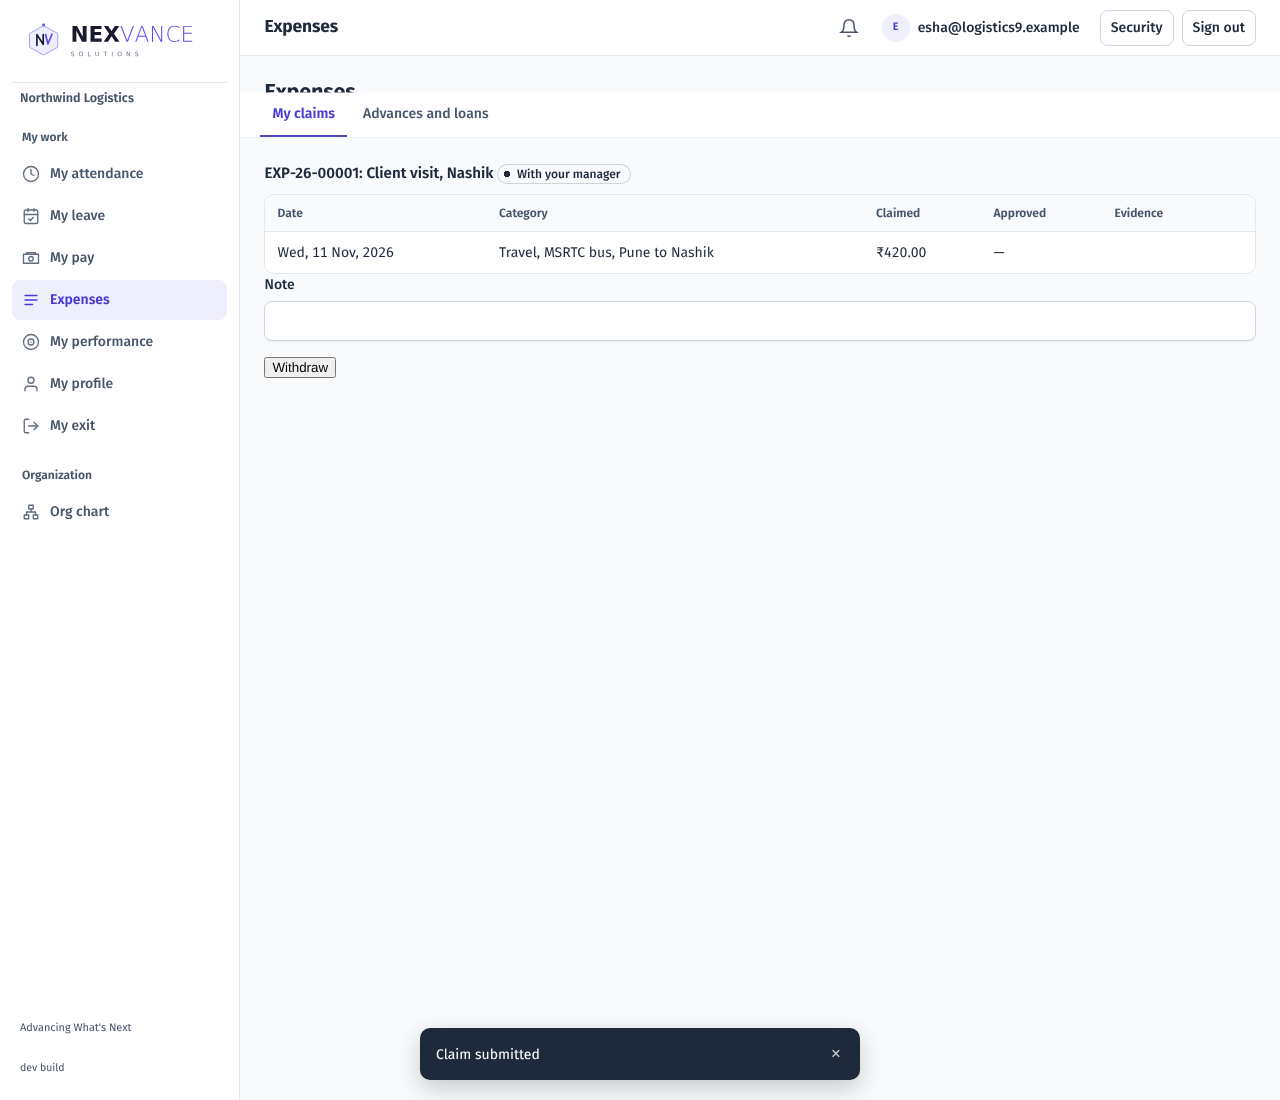 NEXVANCE
SOLUTIONS
Northwind Logistics
My work
My attendance
My leave
My pay
Expenses
My performance
My profile
My exit
Organization
Org chart
Advancing What's Next
dev build
Expenses
E
esha@logistics9.example
Security
Sign out
Expenses
My claims
Advances and loans
EXP-26-00001: Client visit, Nashik
With your manager
Date Category Claimed Approved Evidence
Wed, 11 Nov, 2026 Travel, MSRTC bus, Pune to Nashik ₹420.00 —
Note
Withdraw
Claim submitted ×